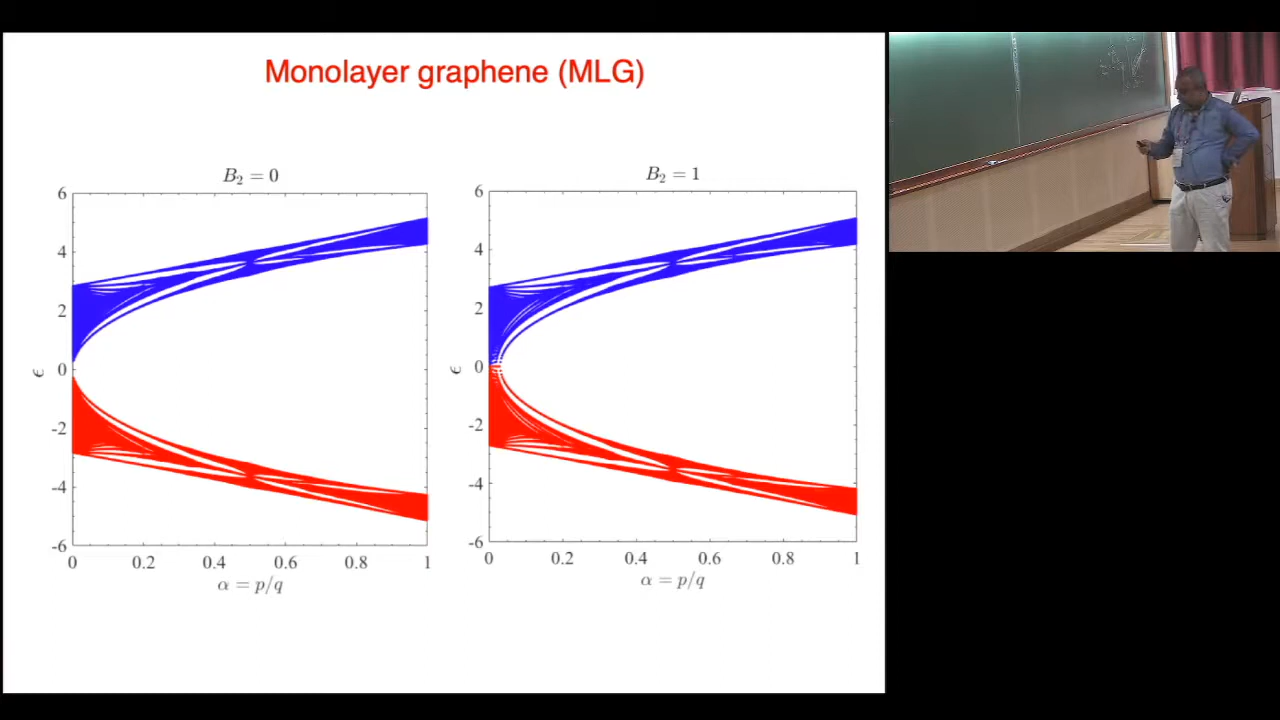 Monolayer graphene (MLG)
B₂ = 0
6
4
2
0
-2
-4
-6
ϵ
0 0.2 0.4 0.6 0.8 1
α = p/q
B₂ = 1
6
4
2
0
-2
-4
-6
ϵ
0 0.2 0.4 0.6 0.8 1
α = p/q